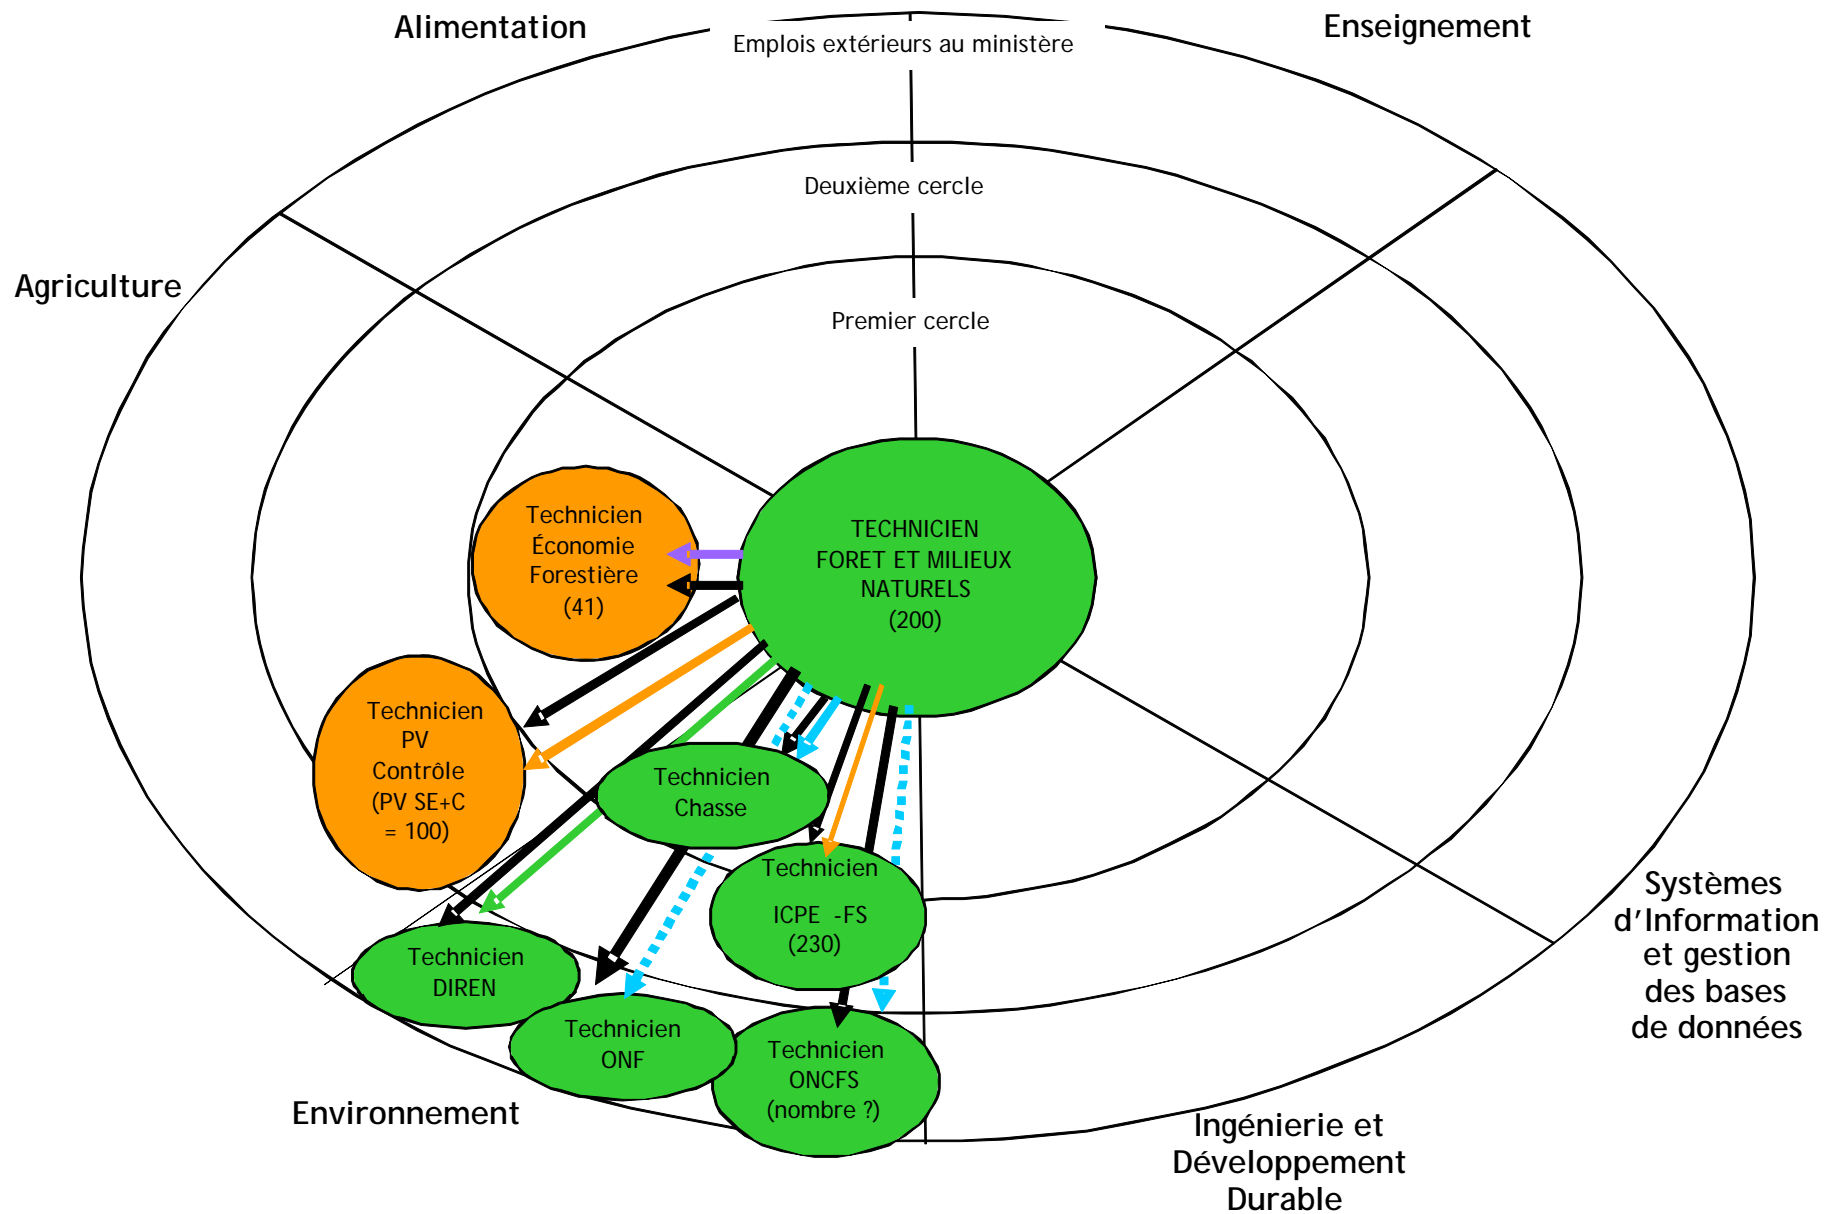 Alimentation
Enseignement
Emplois extérieurs au ministère
Deuxième cercle
Agriculture
Premier cercle
Technicien
Économie
Forestière
(41)
TECHNICIEN
FORET ET MILIEUX
NATURELS
(200)
Technicien
PV
Contrôle
(PV SE+C
= 100)
Technicien
Chasse
Technicien
ICPE -FS
(230)
Technicien
DIREN
Technicien
ONF
Technicien
ONCFS
(nombre ?)
Systèmes
d'Information
et gestion
des bases
de données
Environnement
Ingénierie et
Développement
Durable